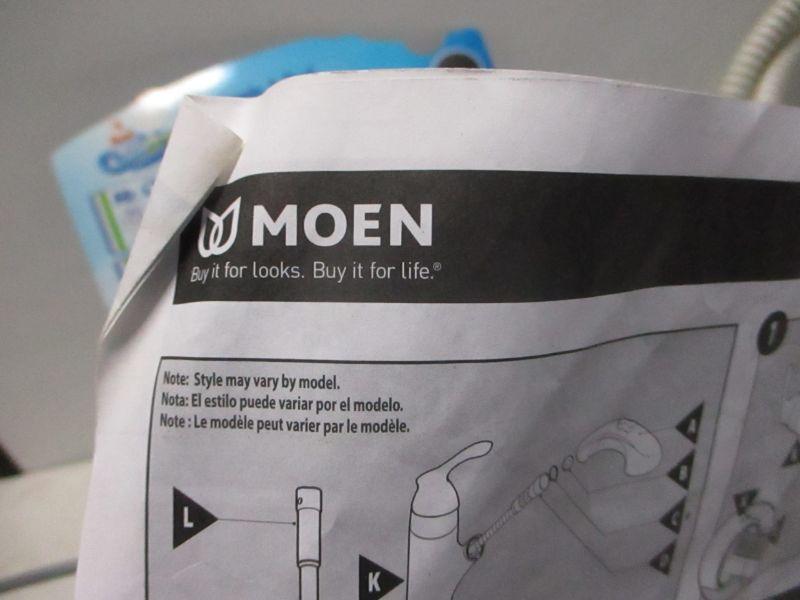 MOEN
Buy it for looks. Buy it for life.®
Note: Style may vary by model.
Nota: El estilo puede variar por el modelo.
Note : Le modèle peut varier par le modèle.
1
A
B
C
D
L
K